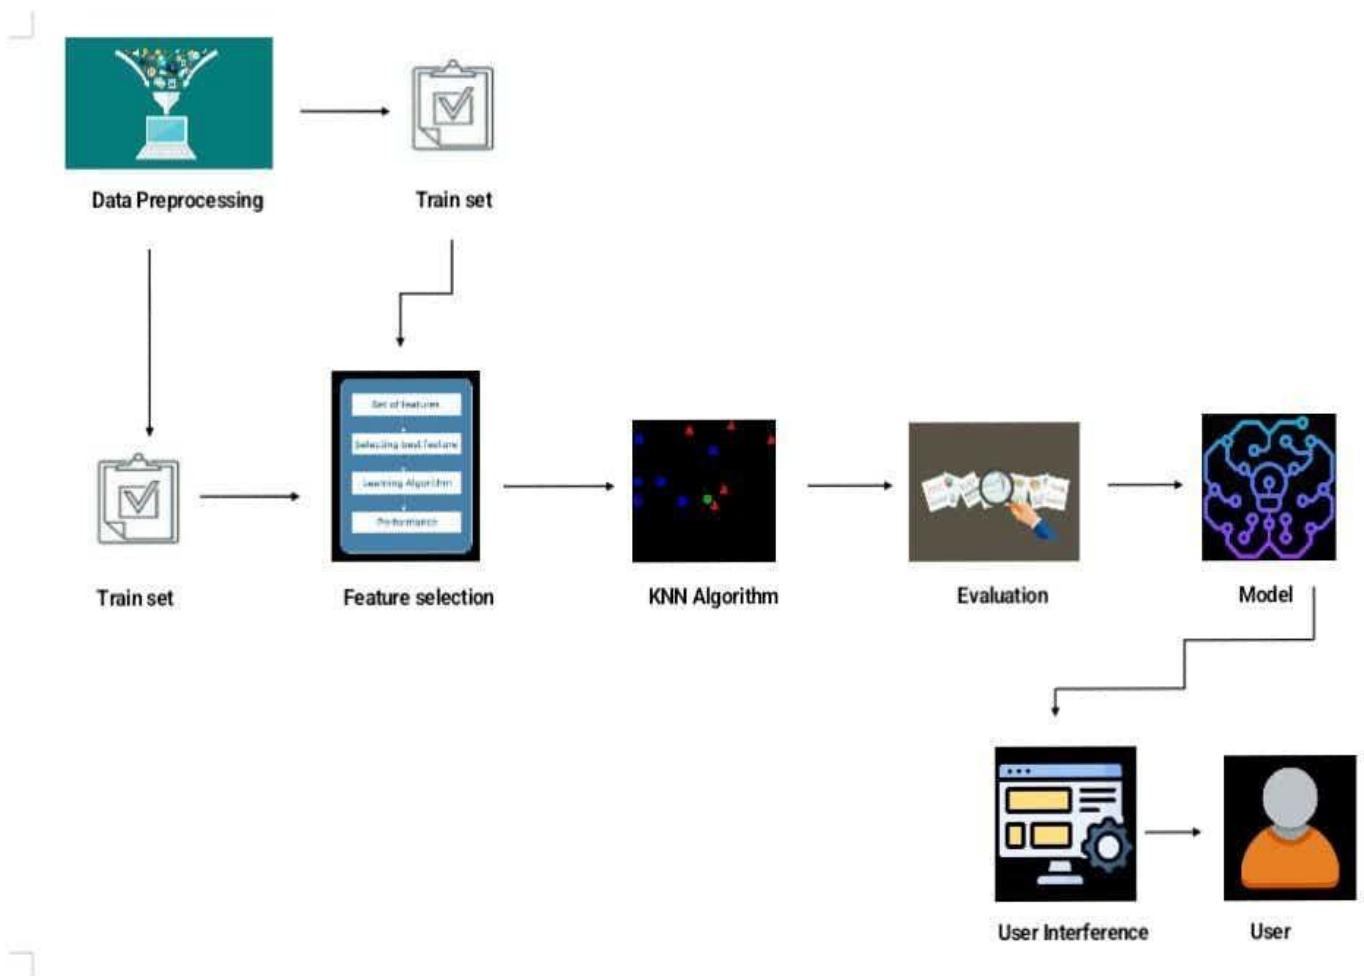 Data Preprocessing
Train set
Set of features
Selecting best feature
Learning Algorithm
Performance
Train set
Feature selection
KNN Algorithm
Evaluation
Model
User Interference
User